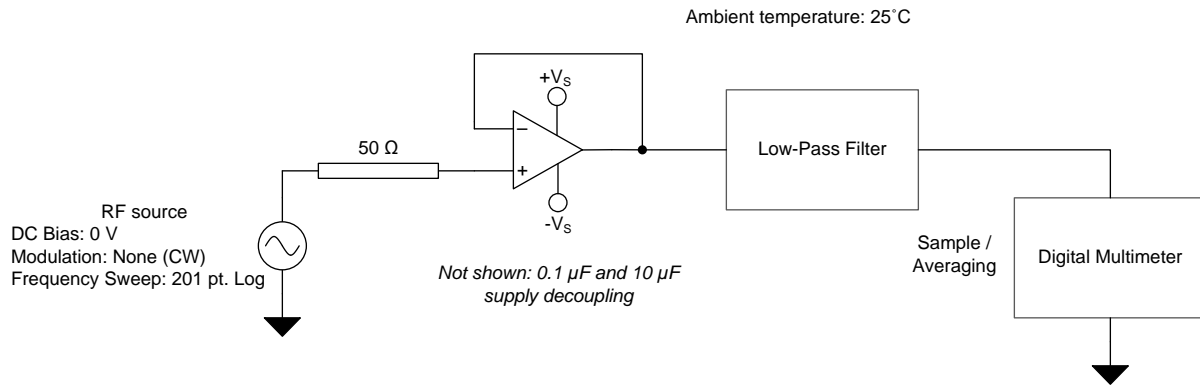 Ambient temperature: 25˚C
+VS
−
50 Ω
+
Low-Pass Filter
-VS
RF source
DC Bias: 0 V
Modulation: None (CW)
Frequency Sweep: 201 pt. Log
Not shown: 0.1 µF and 10 µF
supply decoupling
Sample /
Averaging
Digital Multimeter